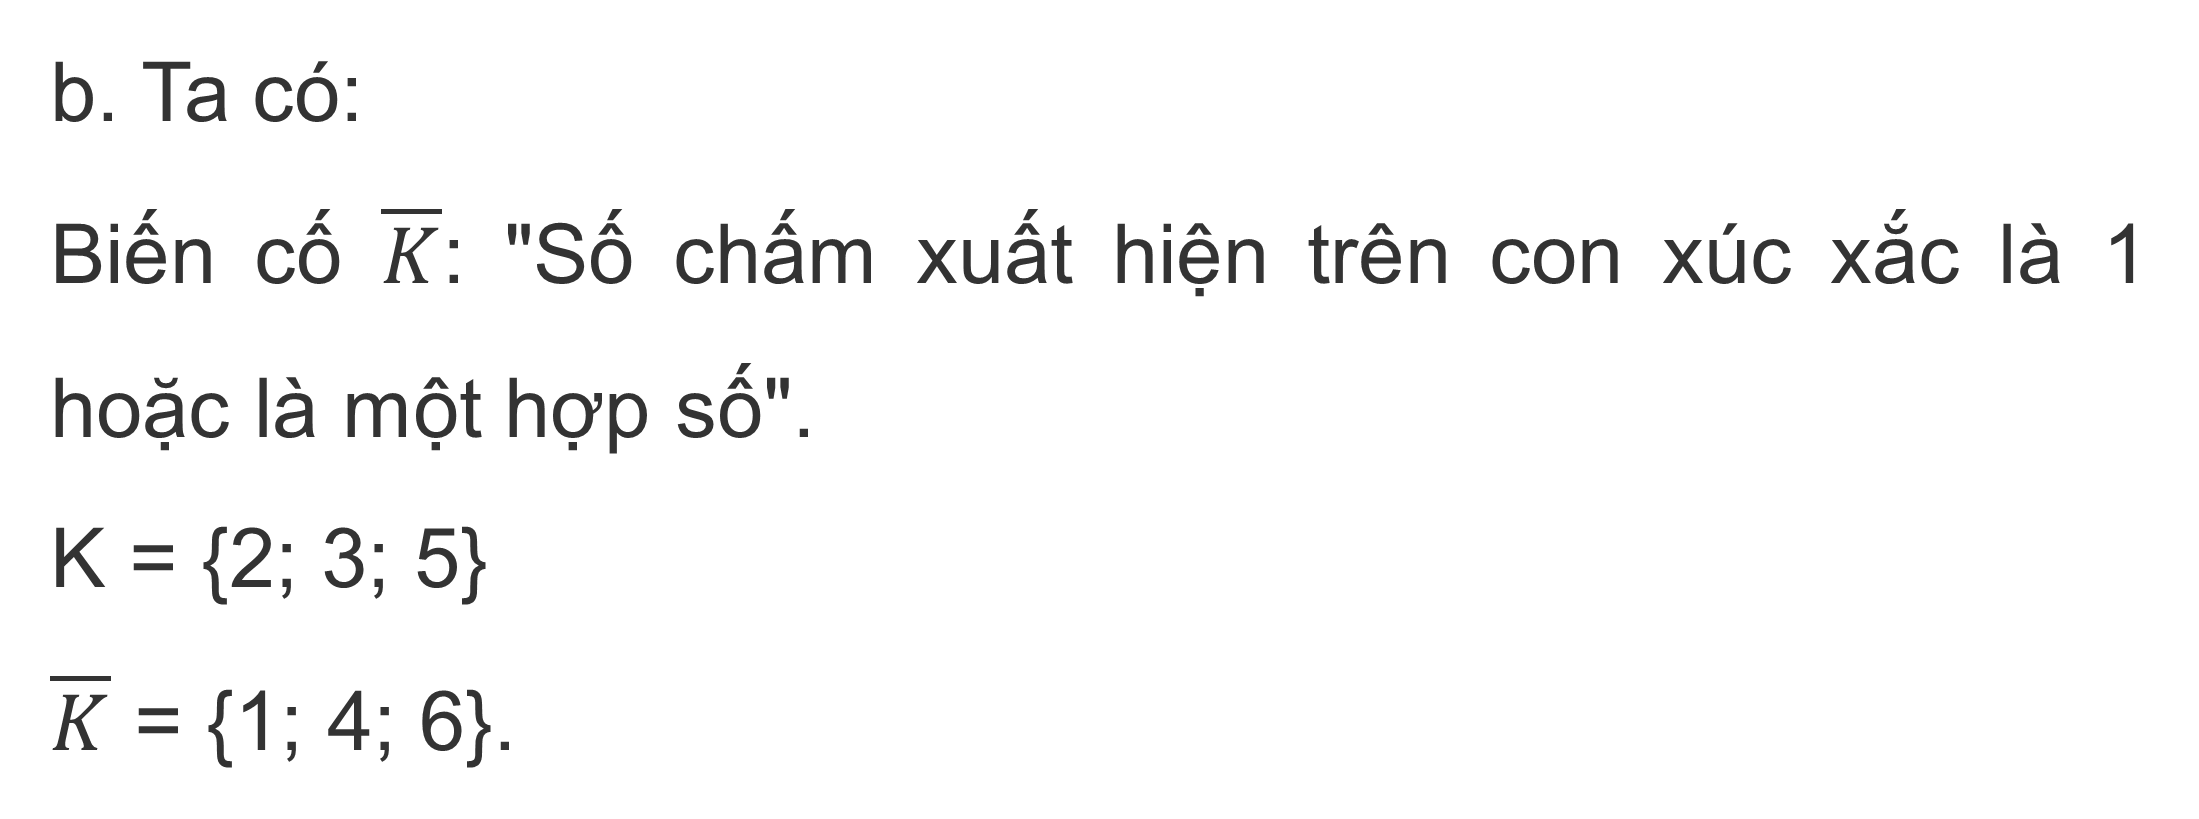 b. Ta có:
Biến cố K̅: "Số chấm xuất hiện trên con xúc xắc là 1
hoặc là một hợp số".
K = {2; 3; 5}
K̅ = {1; 4; 6}.